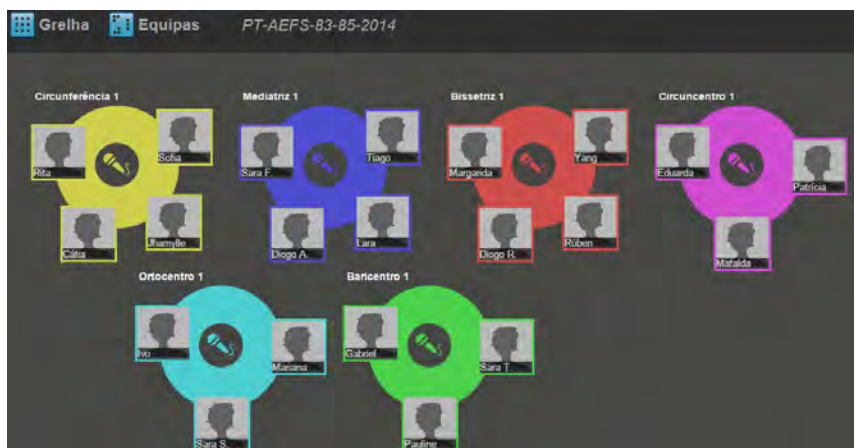 Grelha Equipas PT-AEFS-83-85-2014
Circunferência 1 Mediatriz 1 Bissetriz 1 Circuncentro 1
Rita Sofia Sara F. Tiago Margarida Yang Eduarda Patrícia
Cátia Jhamylle Diogo A. Lara Diogo R. Rúben Mafalda
Ortocentro 1 Baricentro 1
Ivo Mariana Gabriel Sara T.
Sara S. Pauline